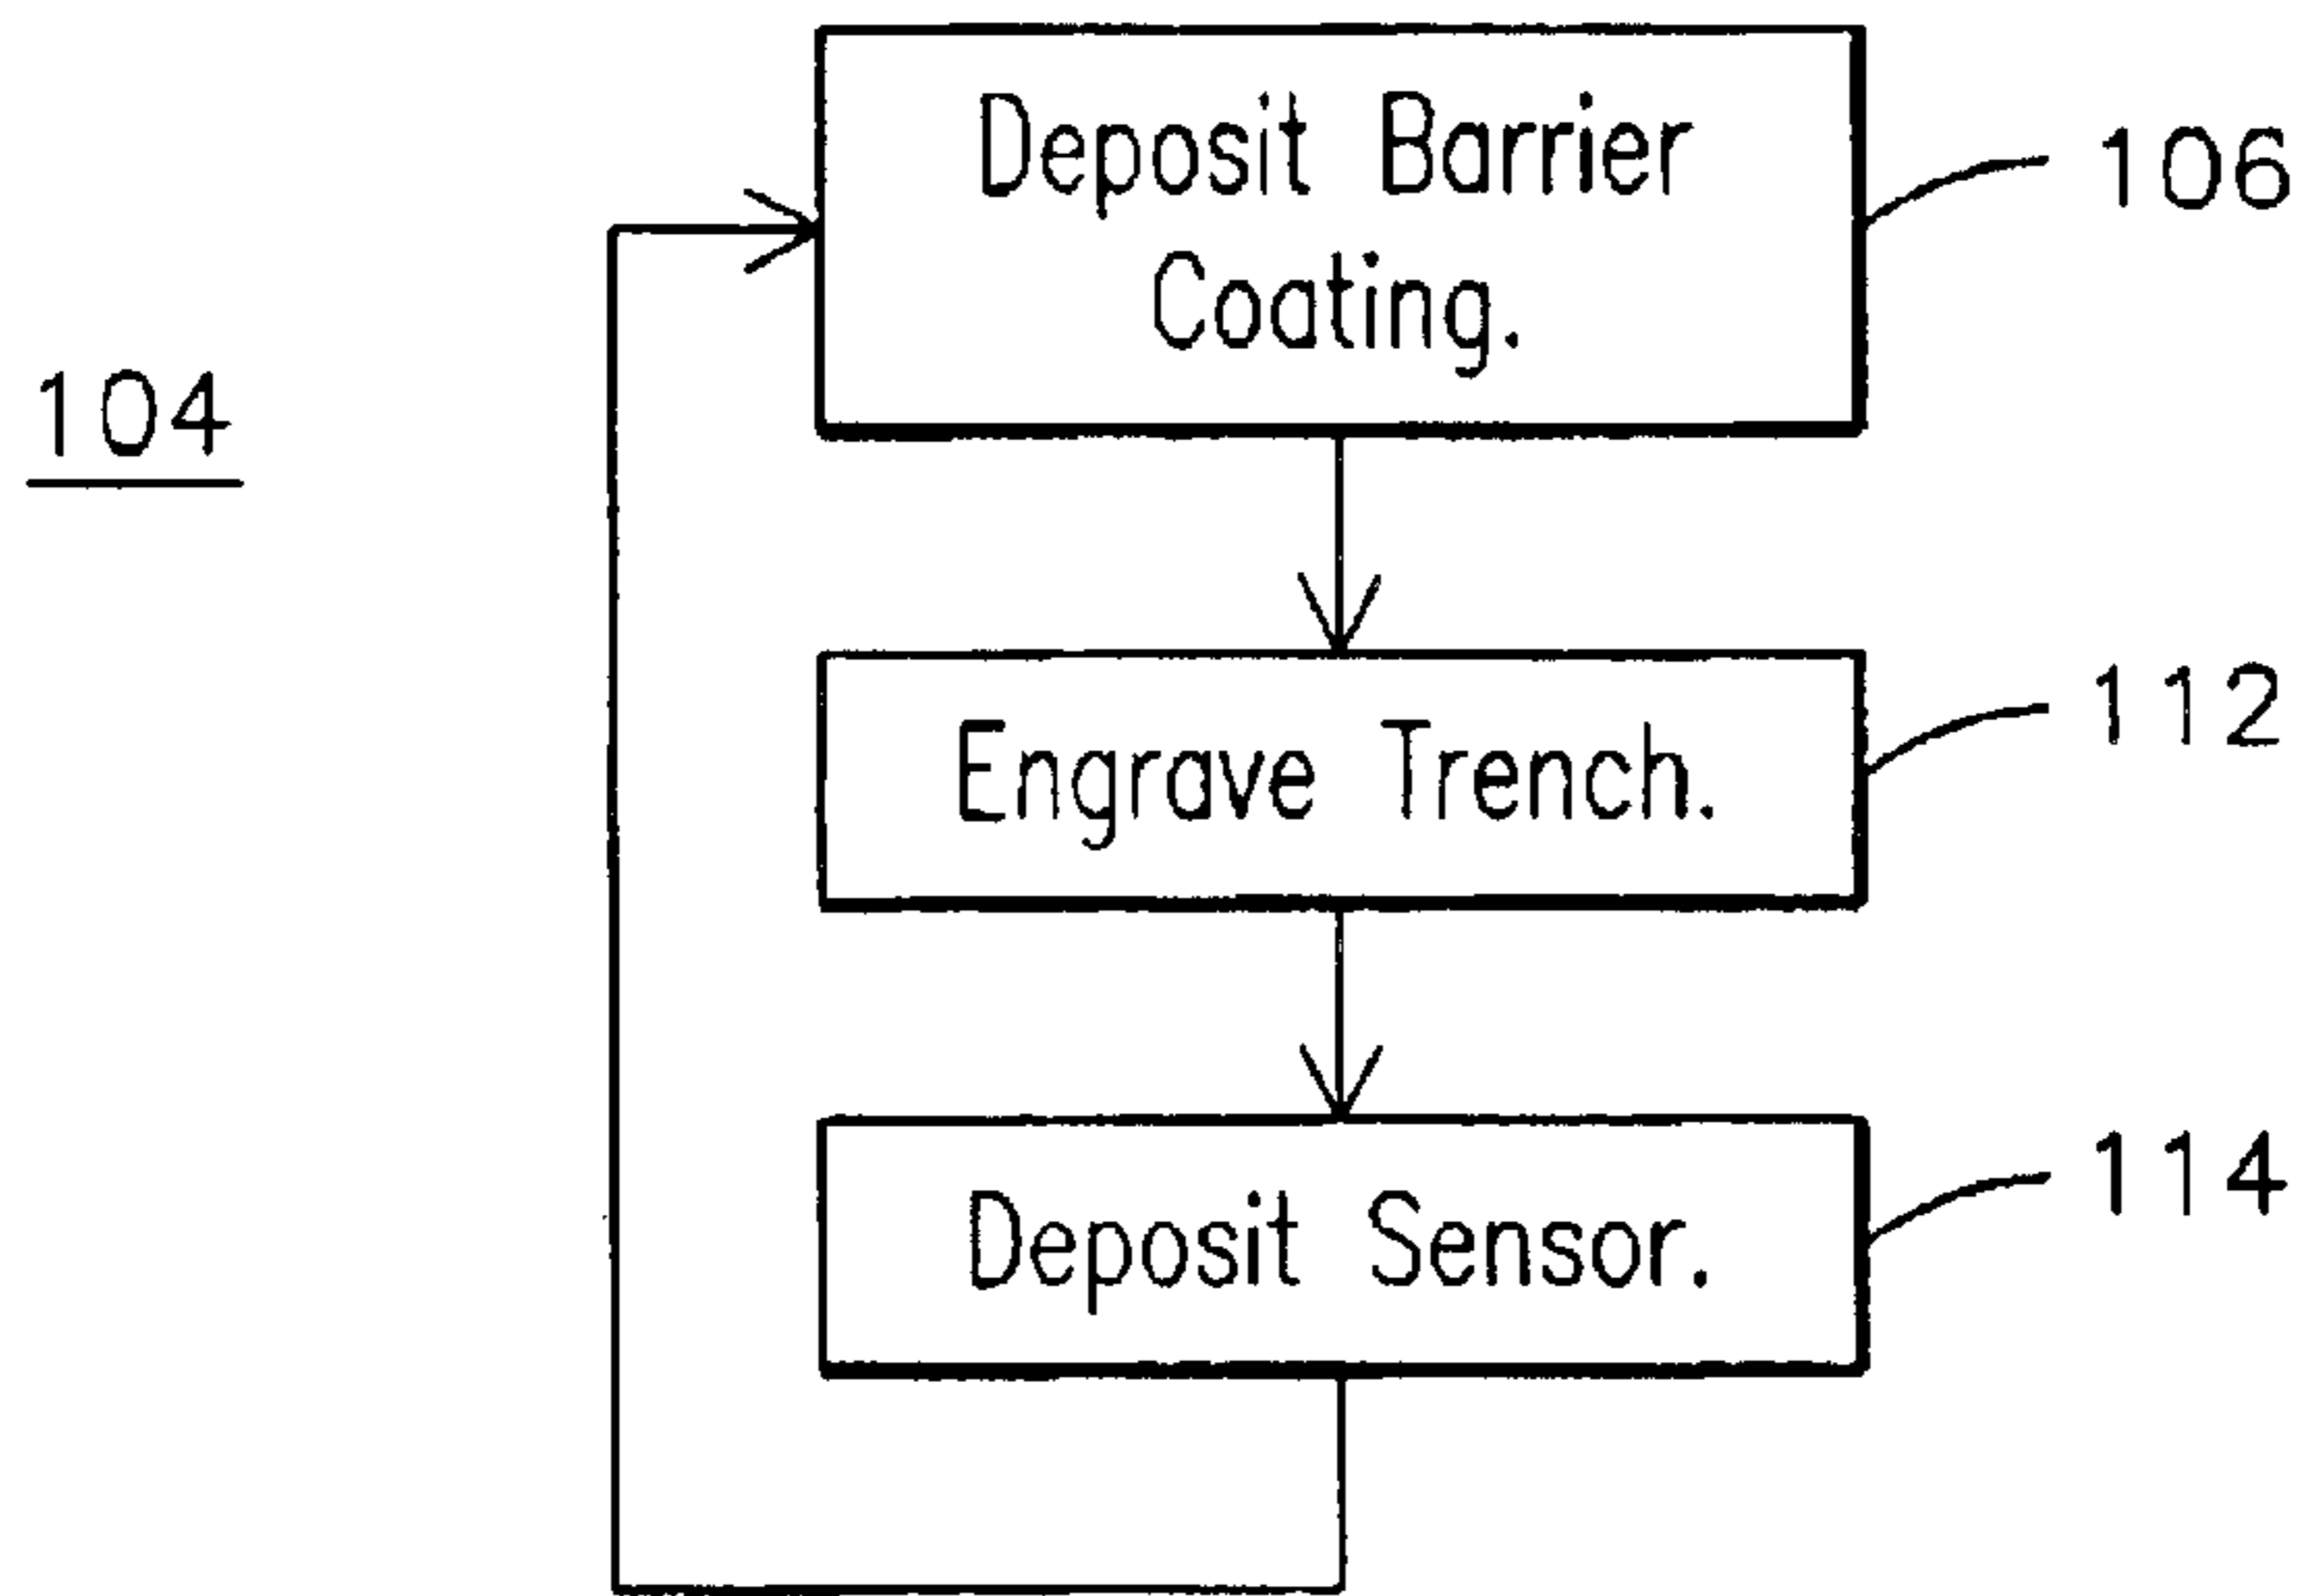 Deposit Barrier
Coating.
106
104
Engrave Trench.
112
Deposit Sensor.
114